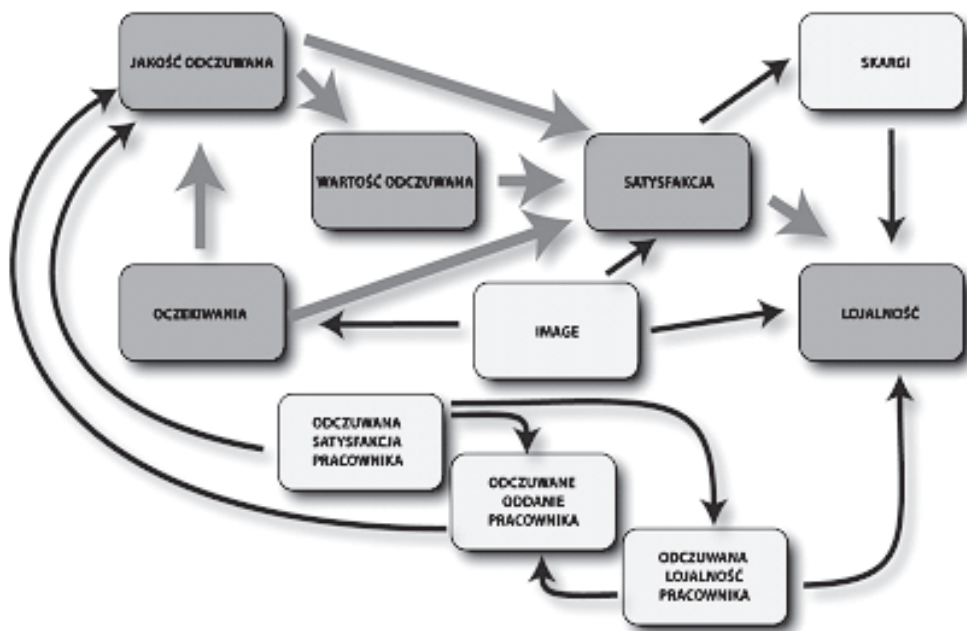 JAKOŚĆ ODCZUWANA
SKARGI
WARTOŚĆ ODCZUWANA
SATYSFAKCJA
OCZEKIWANIA
IMAGE
LOJALNOŚĆ
ODCZUWANA
SATYSFAKCJA
PRACOWNIKA
ODCZUWANE
ODDANIE
PRACOWNIKA
ODCZUWANA
LOJALNOŚĆ
PRACOWNIKA